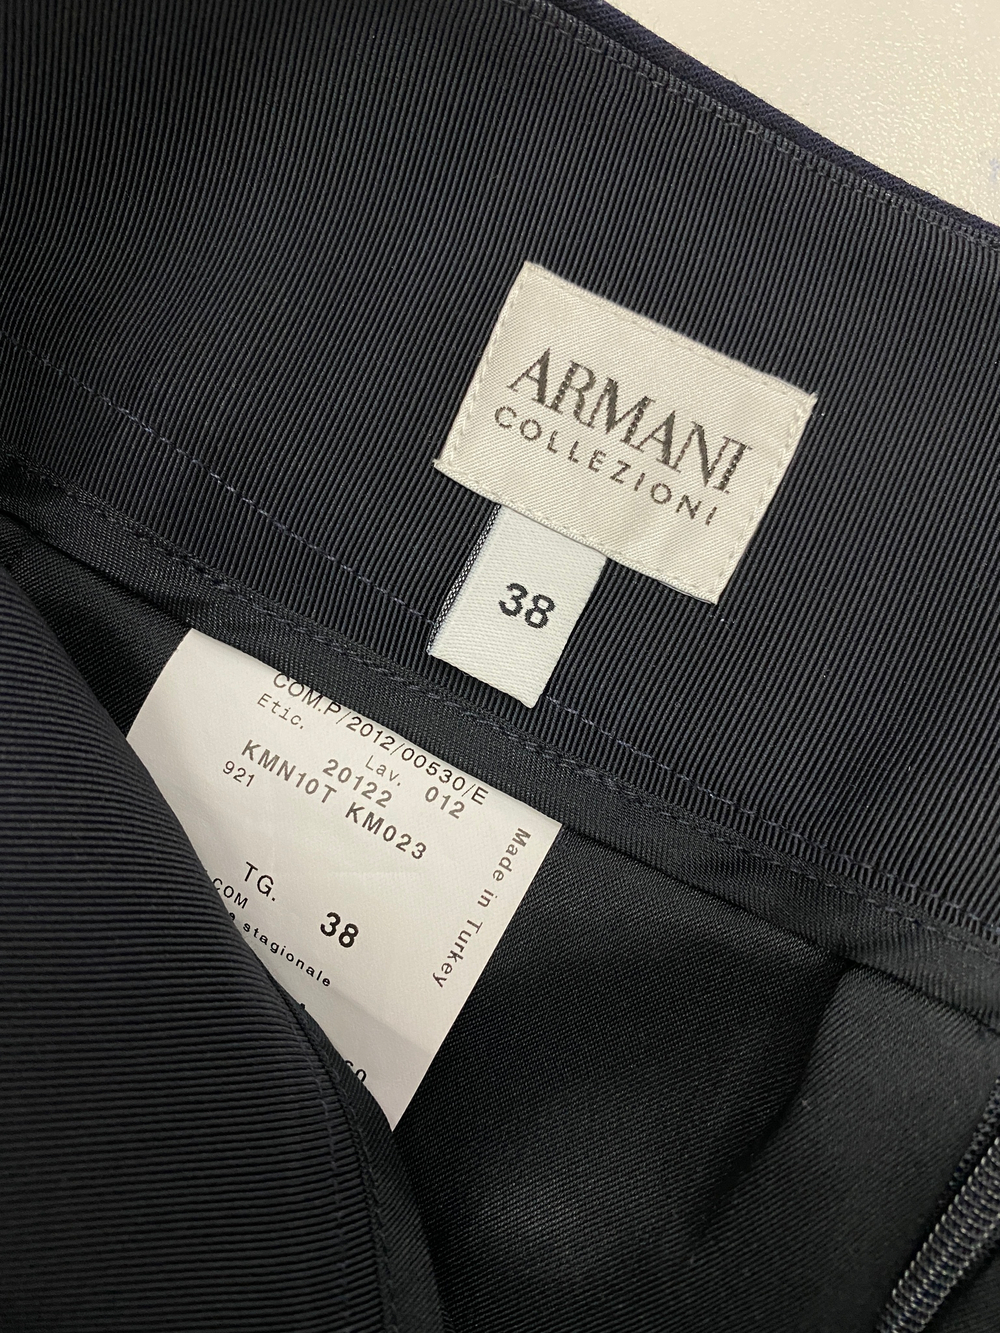 ARMANI
COLLEZIONI
38
COM.P/2012/00530/E
Etic. Lav.
20122 012
KMN10T KM023
921
TG. 38
COM
stagionale
60
Made in Turkey